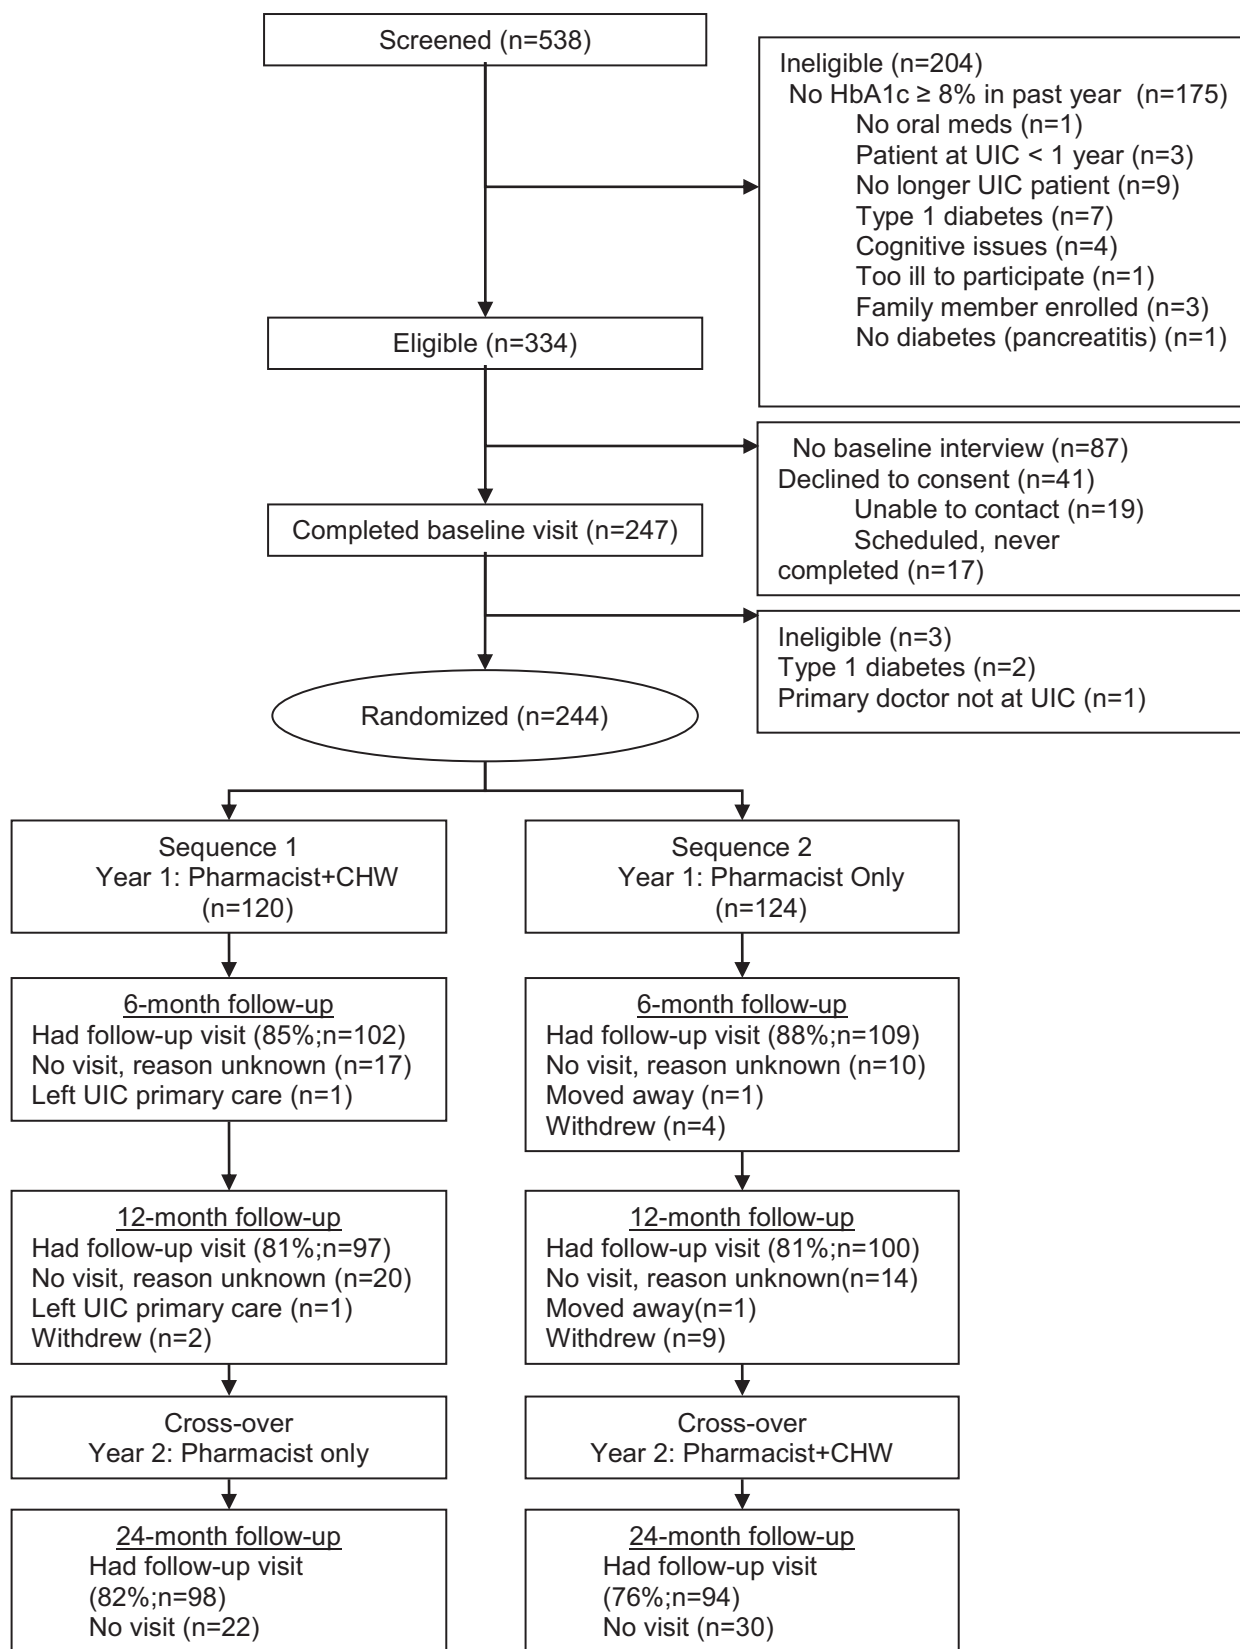 Screened (n=538)
Ineligible (n=204)
No HbA1c ≥ 8% in past year (n=175)
No oral meds (n=1)
Patient at UIC < 1 year (n=3)
No longer UIC patient (n=9)
Type 1 diabetes (n=7)
Cognitive issues (n=4)
Too ill to participate (n=1)
Family member enrolled (n=3)
No diabetes (pancreatitis) (n=1)
Eligible (n=334)
No baseline interview (n=87)
Declined to consent (n=41)
Unable to contact (n=19)
Scheduled, never
completed (n=17)
Completed baseline visit (n=247)
Ineligible (n=3)
Type 1 diabetes (n=2)
Primary doctor not at UIC (n=1)
Randomized (n=244)
Sequence 1
Year 1: Pharmacist+CHW
(n=120)
Sequence 2
Year 1: Pharmacist Only
(n=124)
6-month follow-up
Had follow-up visit (85%;n=102)
No visit, reason unknown (n=17)
Left UIC primary care (n=1)
6-month follow-up
Had follow-up visit (88%;n=109)
No visit, reason unknown (n=10)
Moved away (n=1)
Withdrew (n=4)
12-month follow-up
Had follow-up visit (81%;n=97)
No visit, reason unknown (n=20)
Left UIC primary care (n=1)
Withdrew (n=2)
12-month follow-up
Had follow-up visit (81%;n=100)
No visit, reason unknown(n=14)
Moved away(n=1)
Withdrew (n=9)
Cross-over
Year 2: Pharmacist only
Cross-over
Year 2: Pharmacist+CHW
24-month follow-up
Had follow-up visit
(82%;n=98)
No visit (n=22)
24-month follow-up
Had follow-up visit
(76%;n=94)
No visit (n=30)